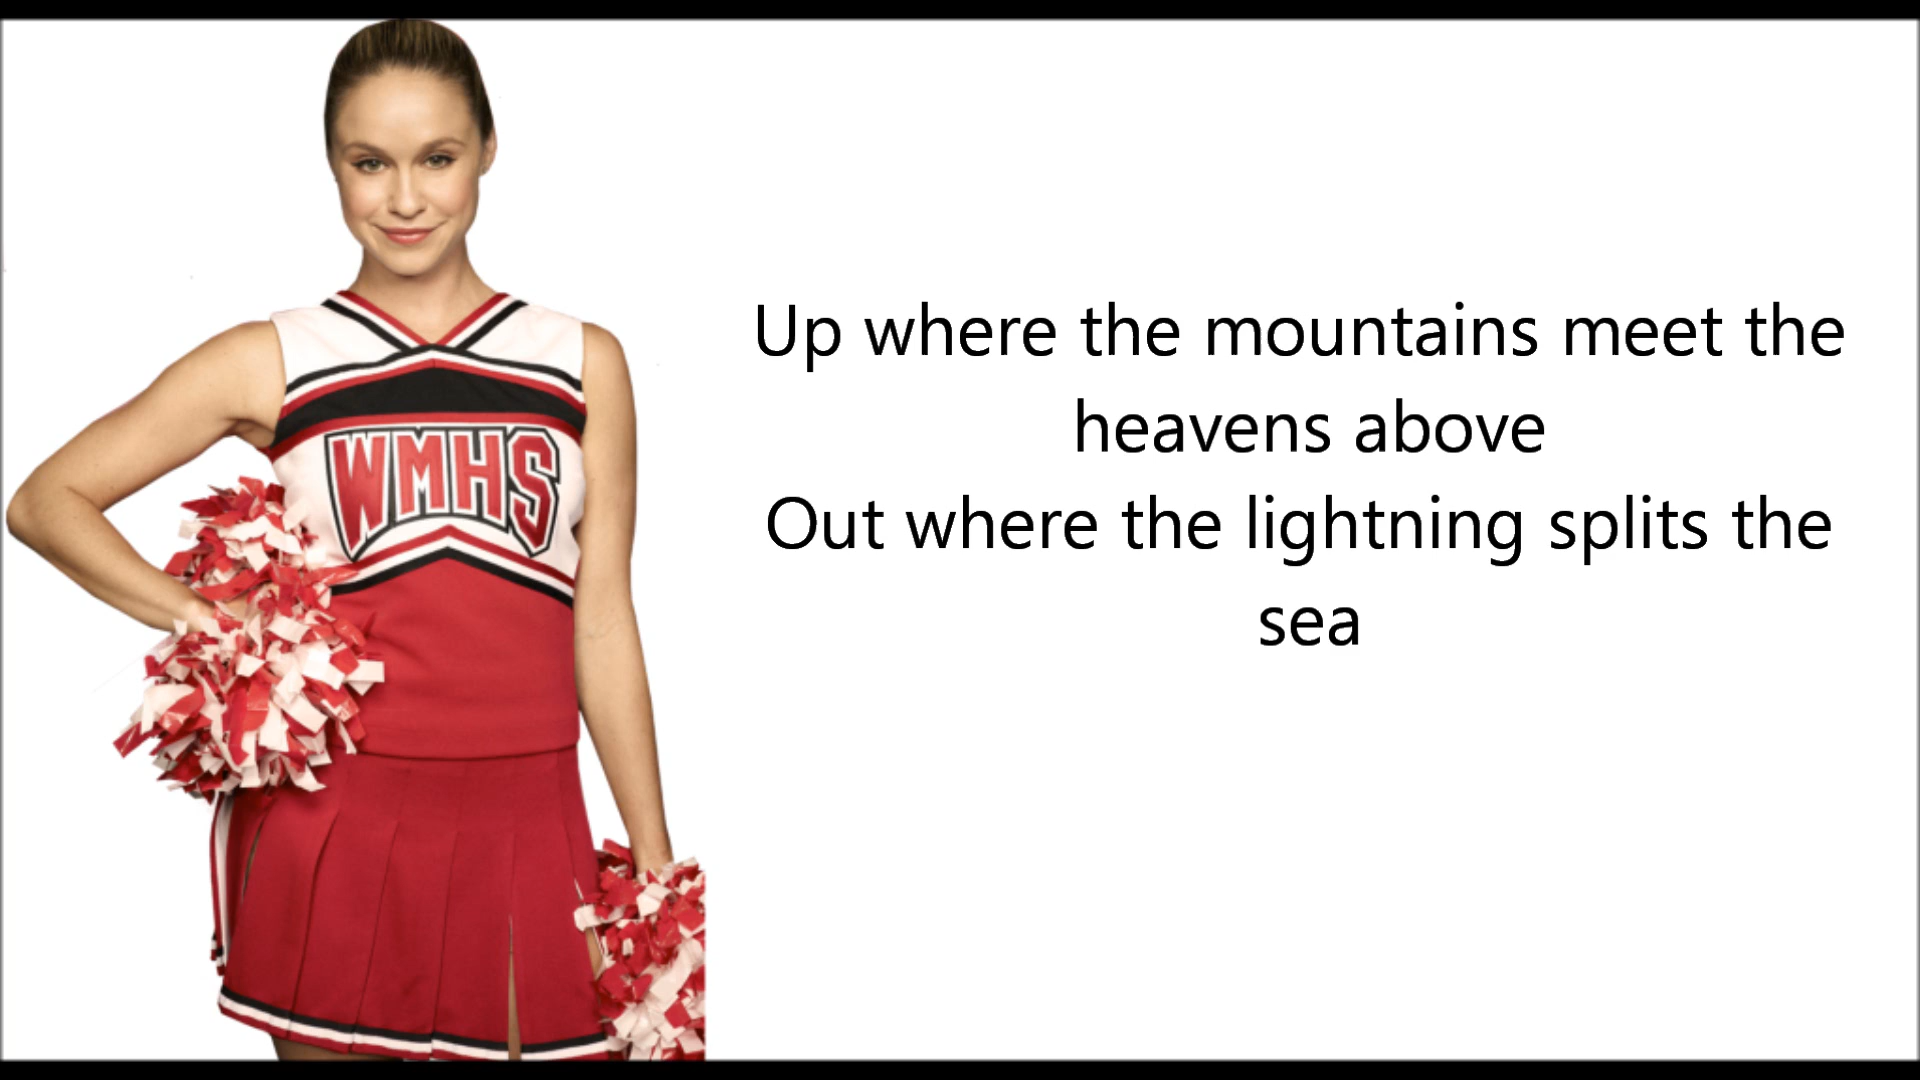 WMHS
Up where the mountains meet the
heavens above
Out where the lightning splits the
sea